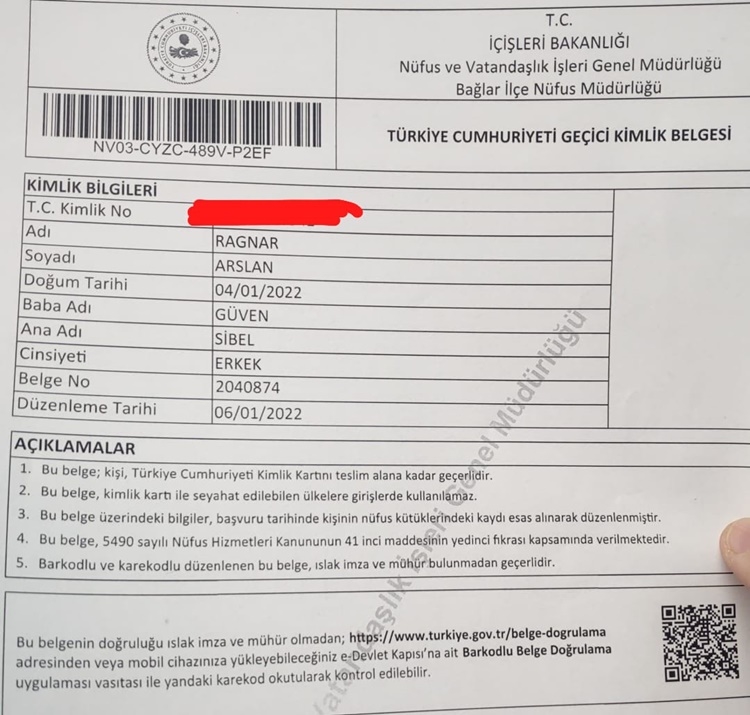 T.C.
İÇİŞLERİ BAKANLIĞI
Nüfus ve Vatandaşlık İşleri Genel Müdürlüğü
Bağlar İlçe Nüfus Müdürlüğü
NV03-CYZC-489V-P2EF
TÜRKİYE CUMHURİYETİ GEÇİCİ KİMLİK BELGESİ
KİMLİK BİLGİLERİ
T.C. Kimlik No
Adı RAGNAR
Soyadı ARSLAN
Doğum Tarihi 04/01/2022
Baba Adı GÜVEN
Ana Adı SİBEL
Cinsiyeti ERKEK
Belge No 2040874
Düzenleme Tarihi 06/01/2022
AÇIKLAMALAR
1. Bu belge; kişi, Türkiye Cumhuriyeti Kimlik Kartını teslim alana kadar geçerlidir.
2. Bu belge, kimlik kartı ile seyahat edilebilen ülkelere girişlerde kullanılamaz.
3. Bu belge üzerindeki bilgiler, başvuru tarihinde kişinin nüfus kütüklerindeki kaydı esas alınarak düzenlenmiştir.
4. Bu belge, 5490 sayılı Nüfus Hizmetleri Kanununun 41 inci maddesinin yedinci fıkrası kapsamında verilmektedir.
5. Barkodlu ve karekodlu düzenlenen bu belge, ıslak imza ve mühür bulunmadan geçerlidir.
Bu belgenin doğruluğu ıslak imza ve mühür olmadan; https://www.turkiye.gov.tr/belge-dogrulama
adresinden veya mobil cihazınıza yükleyebileceğiniz e-Devlet Kapısı'na ait Barkodlu Belge Doğrulama
uygulaması vasıtası ile yandaki karekod okutularak kontrol edilebilir.
Vatandaşlık İşleri Genel Müdürlüğü